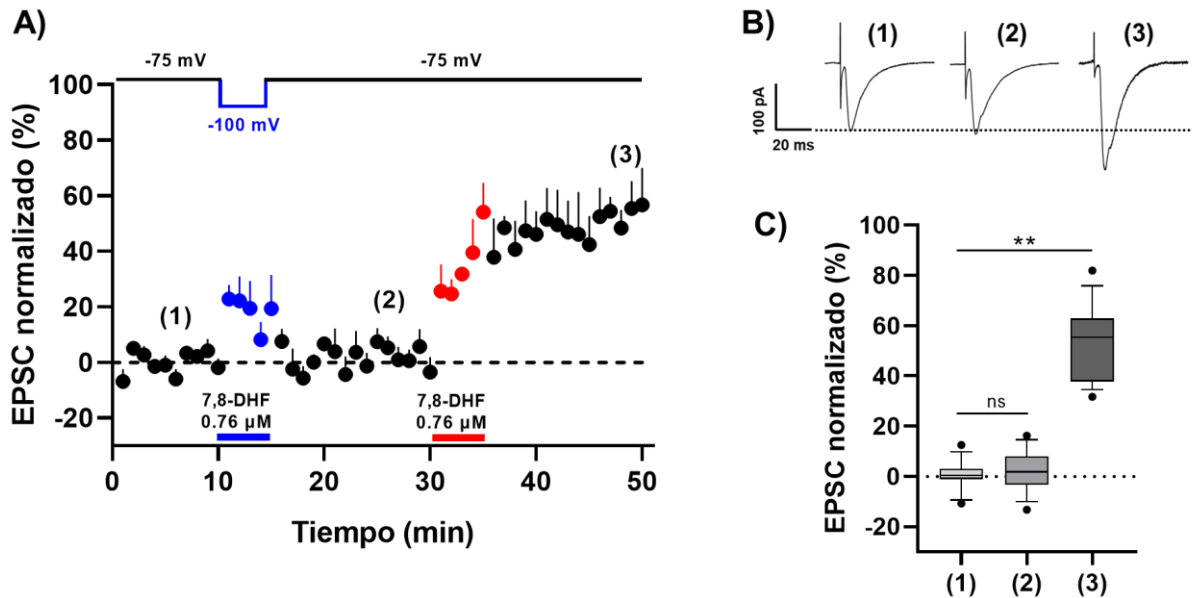 A)
-75 mV
-75 mV
-100 mV
EPSC normalizado (%)
100
80
60
40
20
0
-20
(1)
(2)
(3)
7,8-DHF
0.76 µM
7,8-DHF
0.76 µM
0
10
20
30
40
50
Tiempo (min)
B)
(1)
(2)
(3)
100 pA
20 ms
C)
EPSC normalizado (%)
100
80
60
40
20
0
-20
**
ns
(1)
(2)
(3)